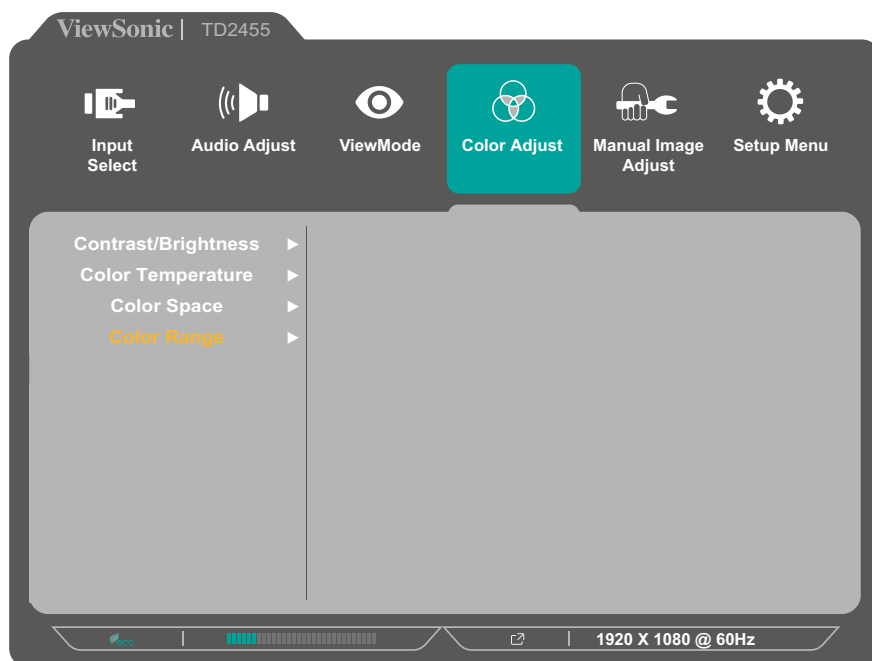 ViewSonic | TD2455
Input
Select
Audio Adjust
ViewMode
Color Adjust
Manual Image
Adjust
Setup Menu
Contrast/Brightness
Color Temperature
Color Space
Color Range
eco
1920 X 1080 @ 60Hz